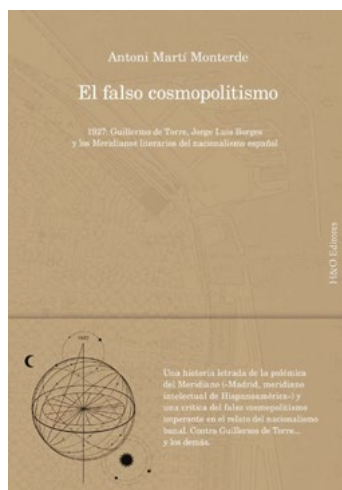 Antoni Martí Monterde
El falso cosmopolitismo
1927: Guillermo de Torre, Jorge Luis Borges
y los Meridianos literarios del nacionalismo español
H&O Editores
1927
Una historia letrada de la polémica
del Meridiano («Madrid, meridiano
intelectual de Hispanoamérica») y
una crítica del falso cosmopolitismo
imperante en el relato del nacionalismo
banal. Contra Guillermo de Torre...
y los demás.